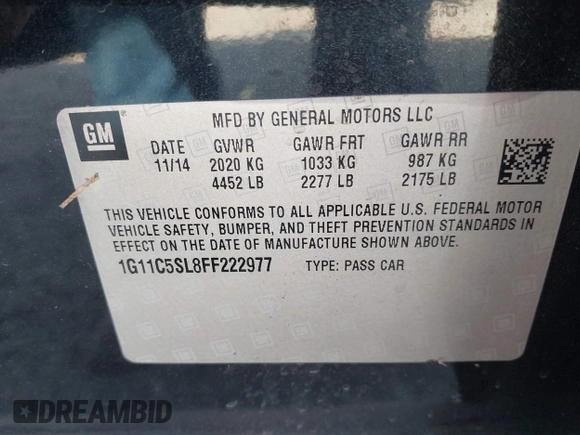 GM
MFD BY GENERAL MOTORS LLC
DATE GVWR GAWR FRT GAWR RR
11/14 2020 KG 1033 KG 987 KG
4452 LB 2277 LB 2175 LB
THIS VEHICLE CONFORMS TO ALL APPLICABLE U.S. FEDERAL MOTOR
VEHICLE SAFETY, BUMPER, AND THEFT PREVENTION STANDARDS IN
EFFECT ON THE DATE OF MANUFACTURE SHOWN ABOVE.
1G11C5SL8FF222977 TYPE: PASS CAR
DREAMBID